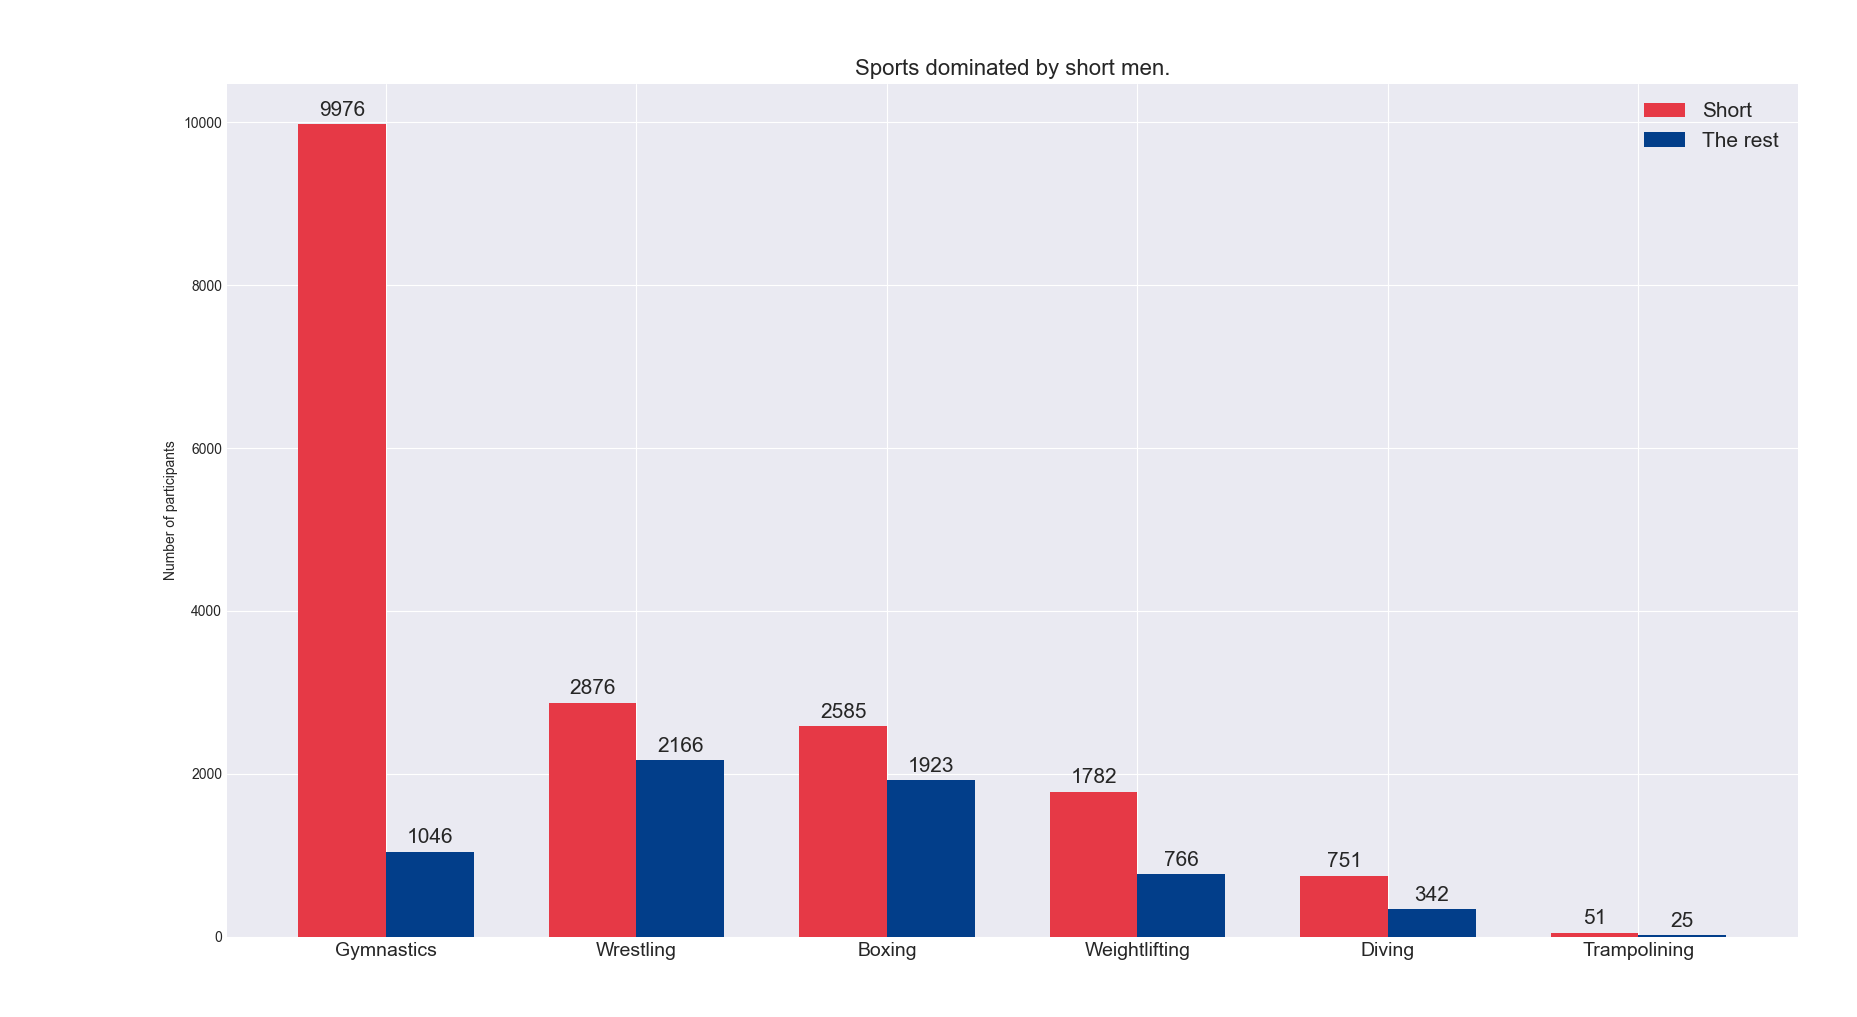 Sports dominated by short men.
Short
The rest
Number of participants
10000
8000
6000
4000
2000
0
9976
1046
2876
2166
2585
1923
1782
766
751
342
51
25
Gymnastics
Wrestling
Boxing
Weightlifting
Diving
Trampolining